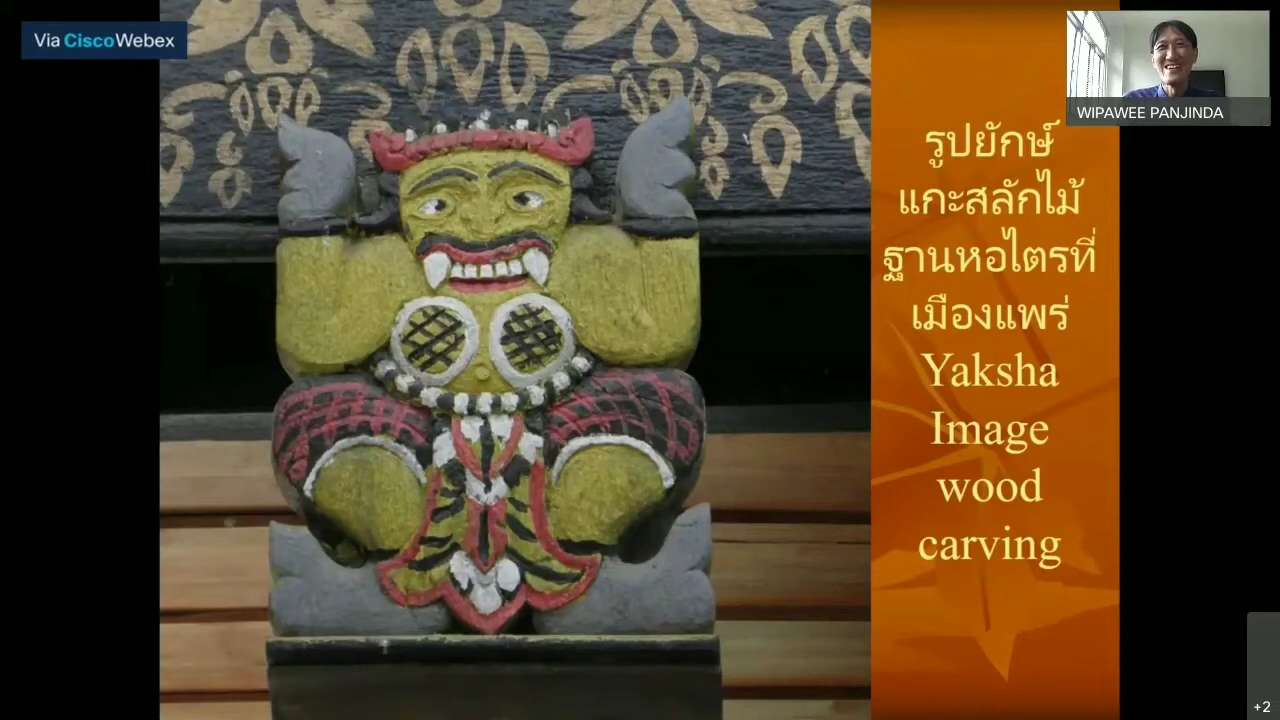 Via CiscoWebex
WIPAWEE PANJINDA
รูปยักษ์
แกะสลักไม้
ฐานหอไตรที่
เมืองแพร่
Yaksha
Image
wood
carving
+2